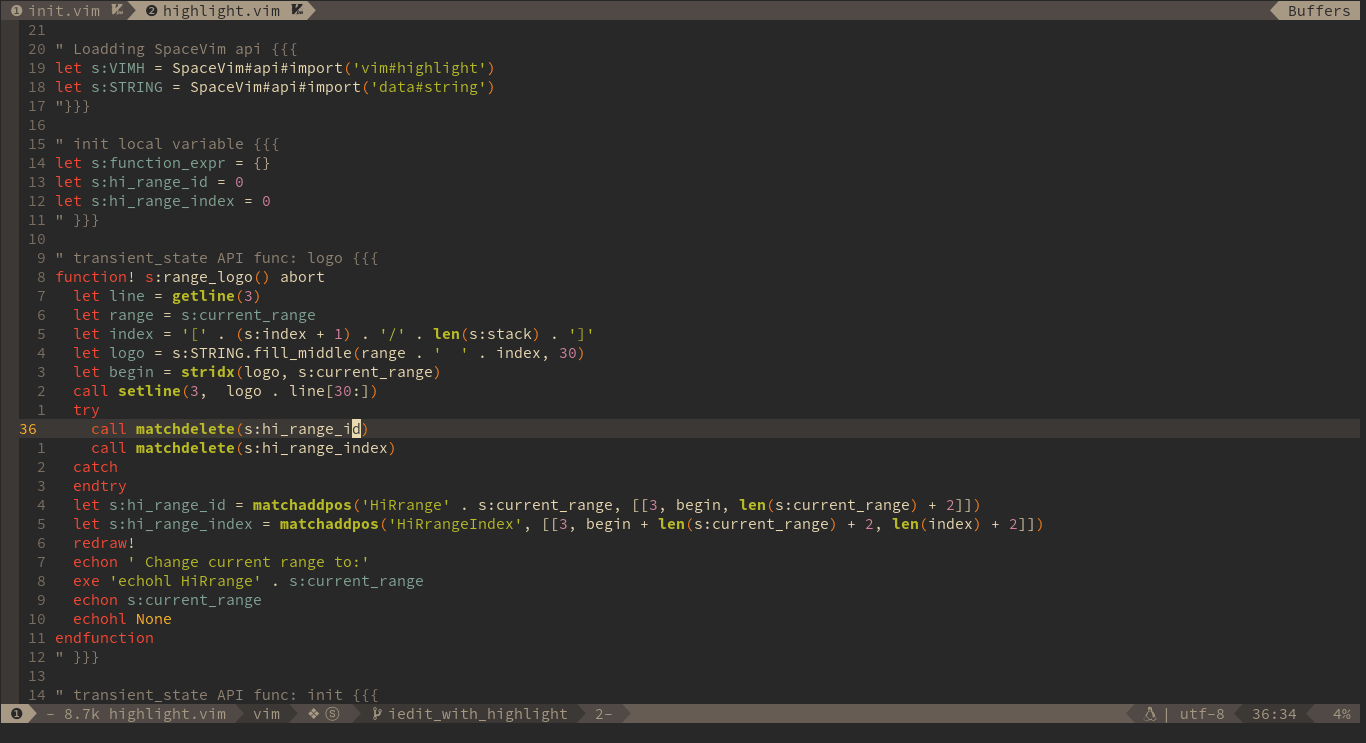 ❶ init.vim ❷ highlight.vim Buffers
21
20 " Loadding SpaceVim api {{{
19 let s:VIMH = SpaceVim#api#import('vim#highlight')
18 let s:STRING = SpaceVim#api#import('data#string')
17 "}}}
16
15 " init local variable {{{
14 let s:function_expr = {}
13 let s:hi_range_id = 0
12 let s:hi_range_index = 0
11 " }}}
10
9 " transient_state API func: logo {{{
8 function! s:range_logo() abort
7   let line = getline(3)
6   let range = s:current_range
5   let index = '[' . (s:index + 1) . '/' . len(s:stack) . ']'
4   let logo = s:STRING.fill_middle(range . '  ' . index, 30)
3   let begin = stridx(logo, s:current_range)
2   call setline(3,  logo . line[30:])
1   try
36     call matchdelete(s:hi_range_id)
1     call matchdelete(s:hi_range_index)
2   catch
3   endtry
4   let s:hi_range_id = matchaddpos('HiRrange' . s:current_range, [[3, begin, len(s:current_range) + 2]])
5   let s:hi_range_index = matchaddpos('HiRrangeIndex', [[3, begin + len(s:current_range) + 2, len(index) + 2]])
6   redraw!
7   echon ' Change current range to:'
8   exe 'echohl HiRrange' . s:current_range
9   echon s:current_range
10   echohl None
11 endfunction
12 " }}}
13
14 " transient_state API func: init {{{
❶ - 8.7k highlight.vim vim ❖ ⓢ iedit_with_highlight 2- | utf-8 36:34 4%